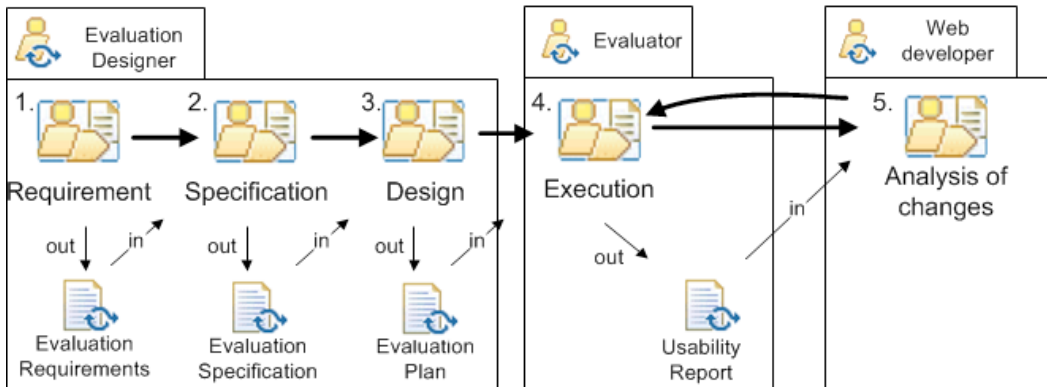 Evaluation
Designer
Evaluator
Web
developer
1.
2.
3.
4.
5.
Requirement
Specification
Design
Execution
Analysis of
changes
out
in
out
in
out
in
out
in
Evaluation
Requirements
Evaluation
Specification
Evaluation
Plan
Usability
Report